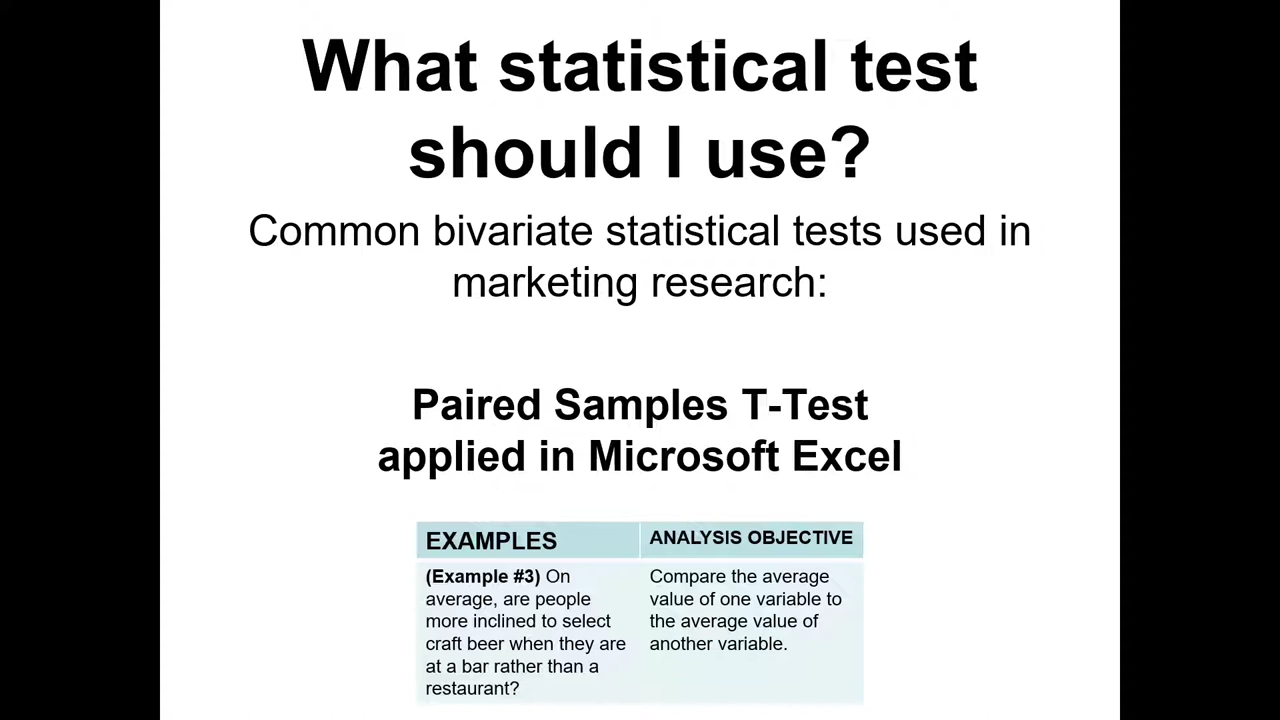 What statistical test
should I use?
Common bivariate statistical tests used in
marketing research:
Paired Samples T-Test
applied in Microsoft Excel
EXAMPLES
ANALYSIS OBJECTIVE
(Example #3) On
average, are people
more inclined to select
craft beer when they are
at a bar rather than a
restaurant?
Compare the average
value of one variable to
the average value of
another variable.